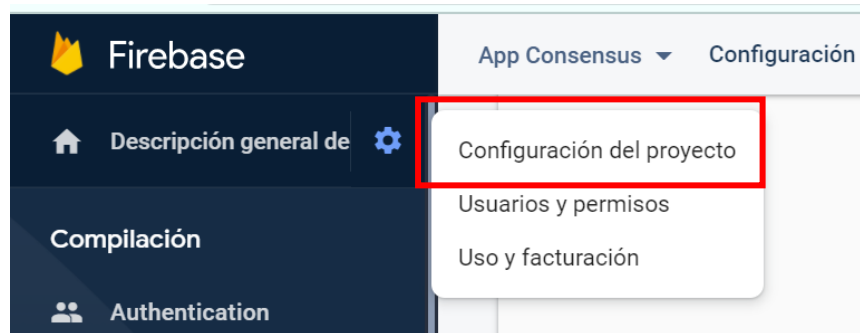 Firebase
App Consensus Configuración
Descripción general de
Configuración del proyecto
Usuarios y permisos
Compilación
Uso y facturación
Authentication